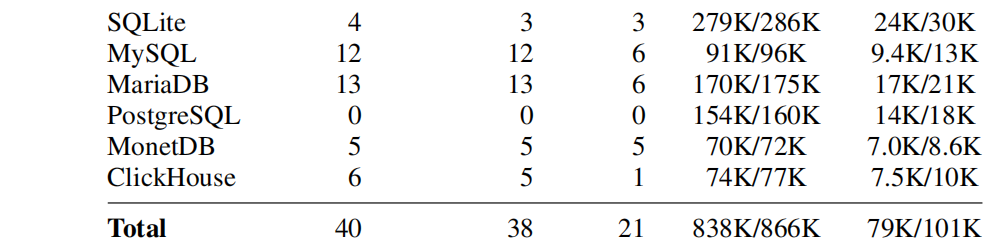 SQLite 4 3 3 279K/286K 24K/30K
MySQL 12 12 6 91K/96K 9.4K/13K
MariaDB 13 13 6 170K/175K 17K/21K
PostgreSQL 0 0 0 154K/160K 14K/18K
MonetDB 5 5 5 70K/72K 7.0K/8.6K
ClickHouse 6 5 1 74K/77K 7.5K/10K
Total 40 38 21 838K/866K 79K/101K